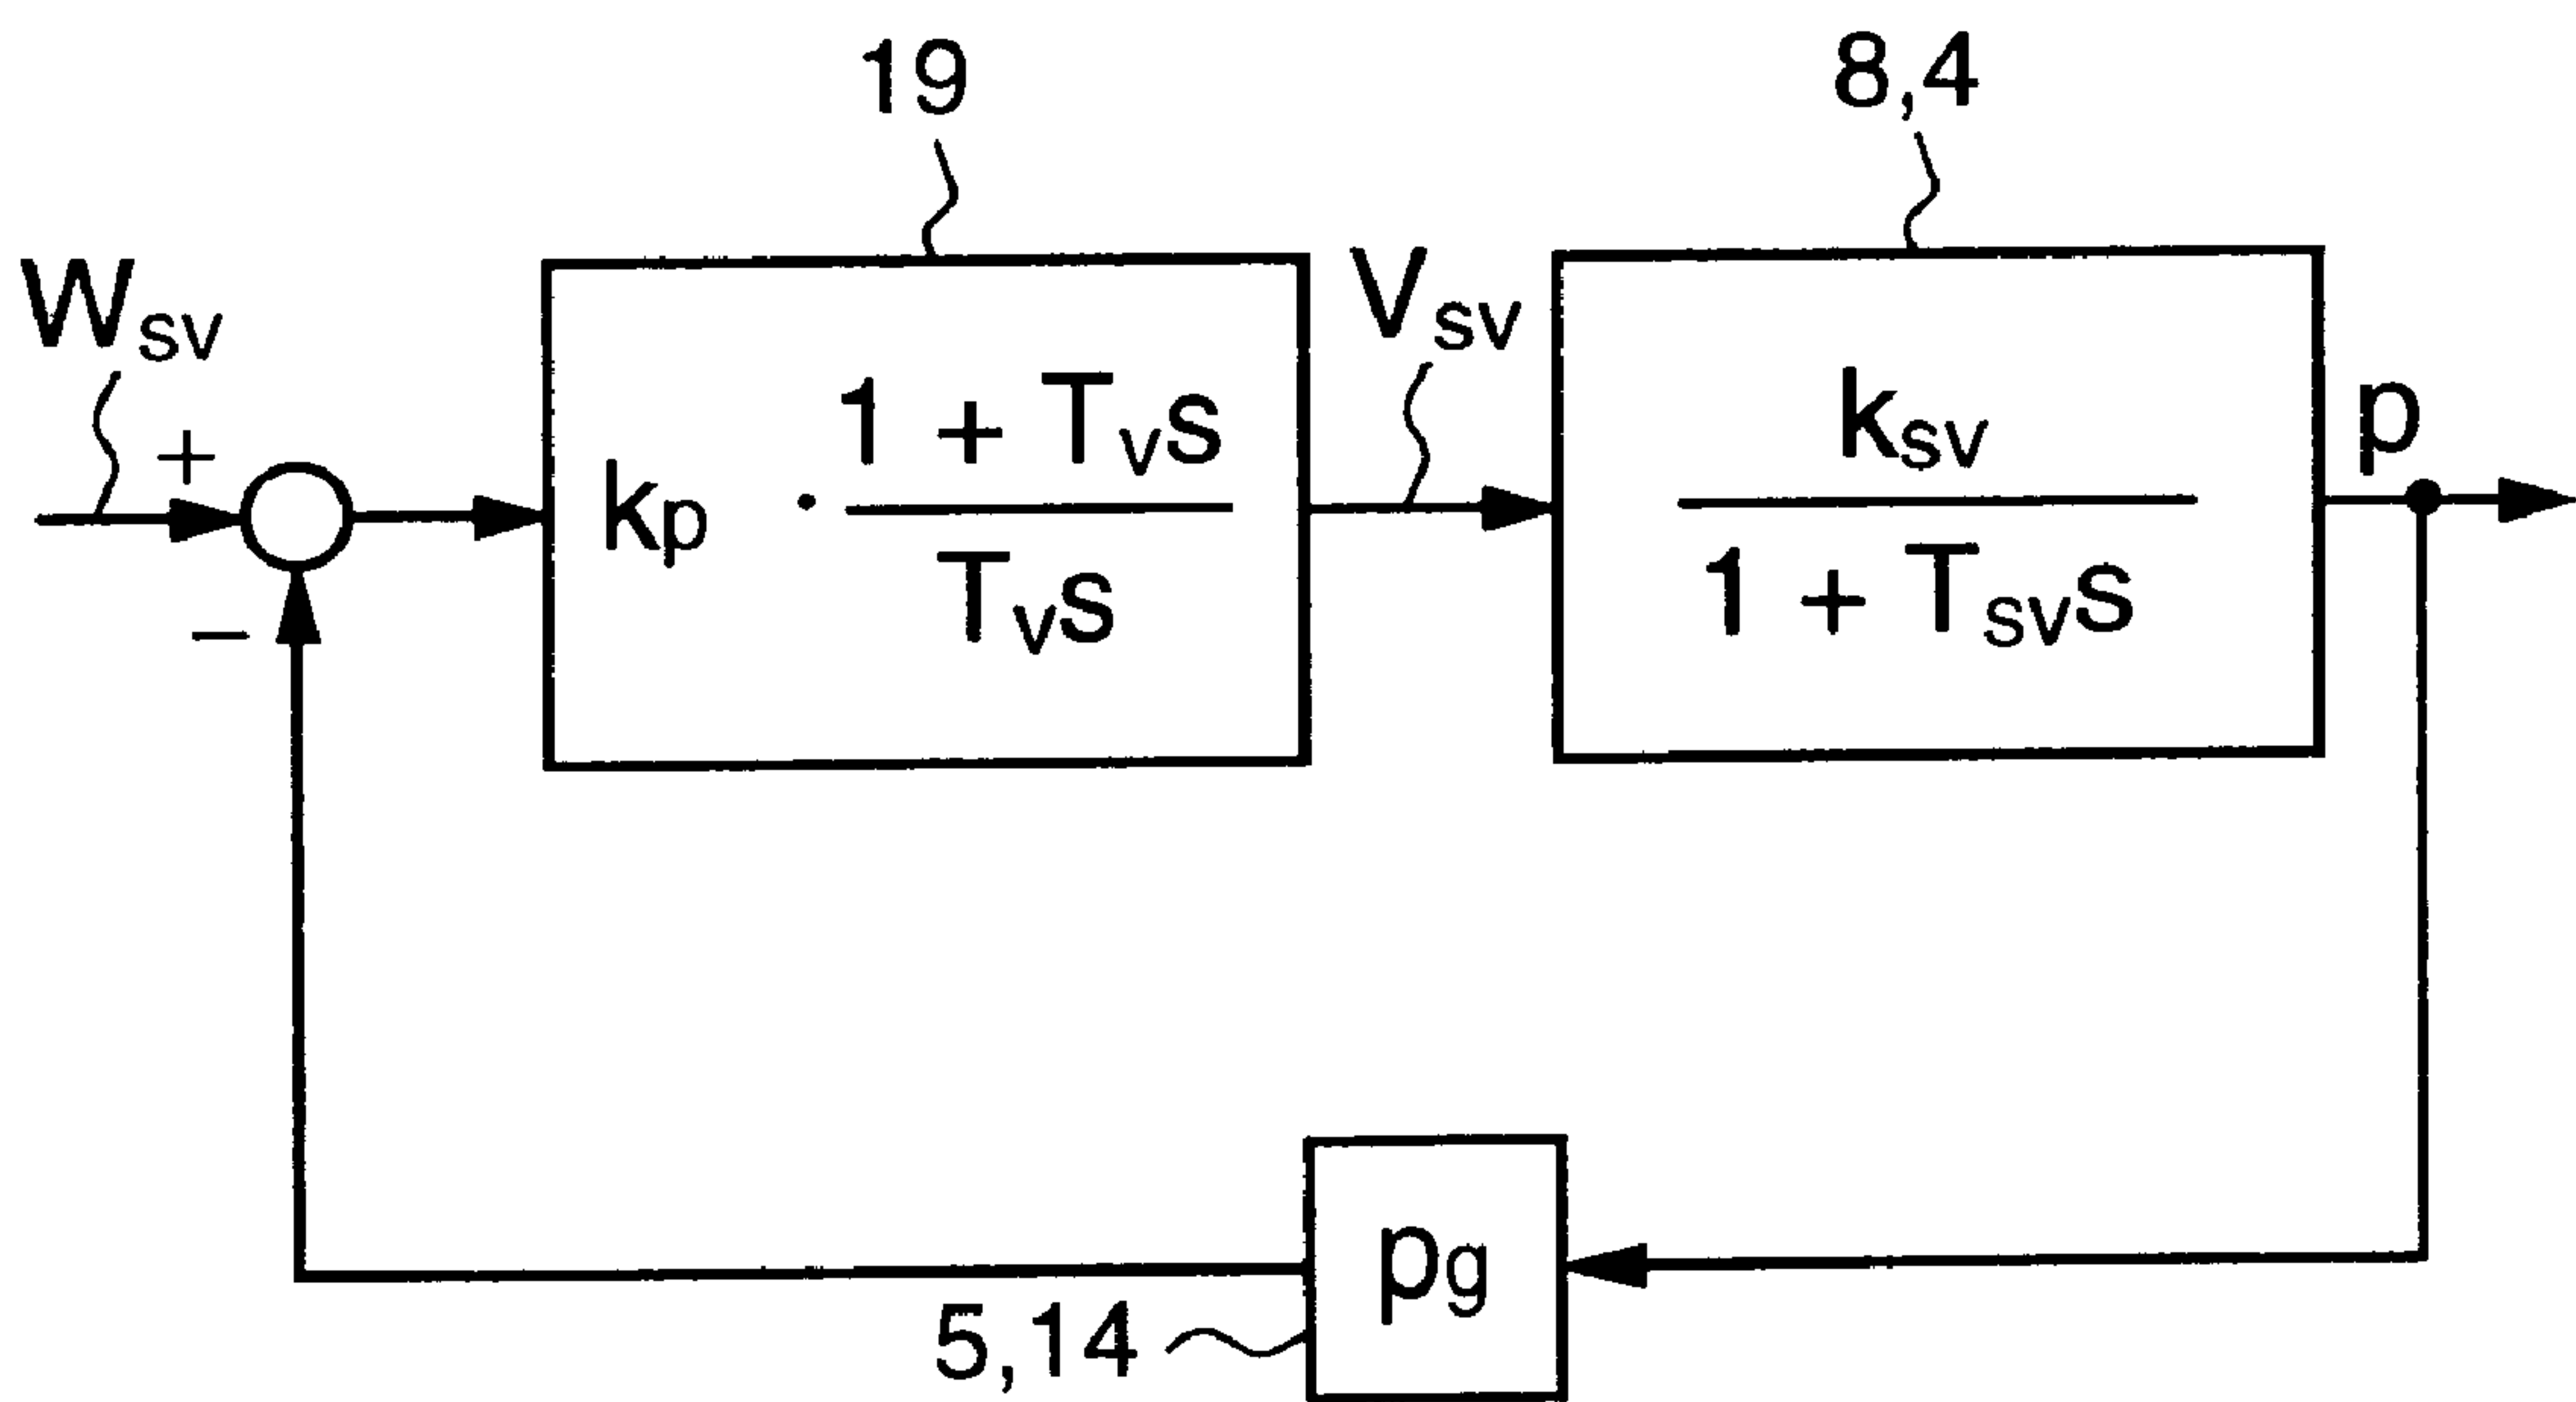 19
8,4
W_sv
+
−
k_p · (1 + T_v s) / (T_v s)
V_sv
k_sv / (1 + T_sv s)
p
p_g
5,14